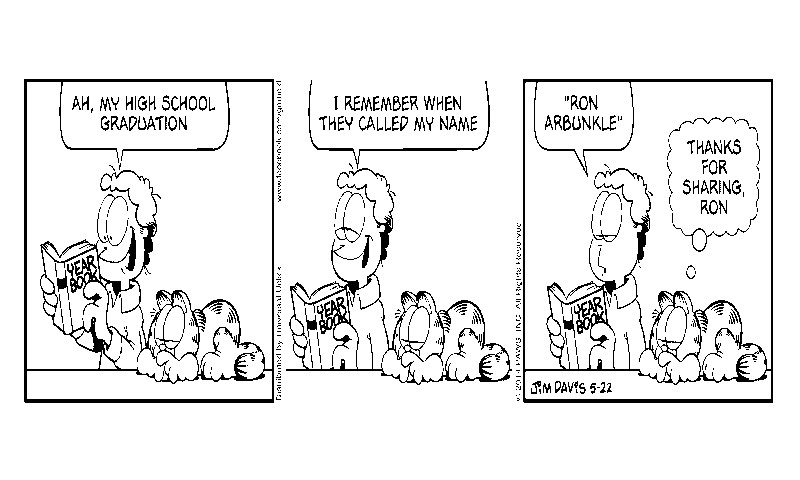 AH, MY HIGH SCHOOL
GRADUATION
YEAR
BOOK
I REMEMBER WHEN
THEY CALLED MY NAME
YEAR
BOOK
"RON
ARBUNKLE"
THANKS
FOR
SHARING,
RON
YEAR
BOOK
JIM DAVIS 5-22